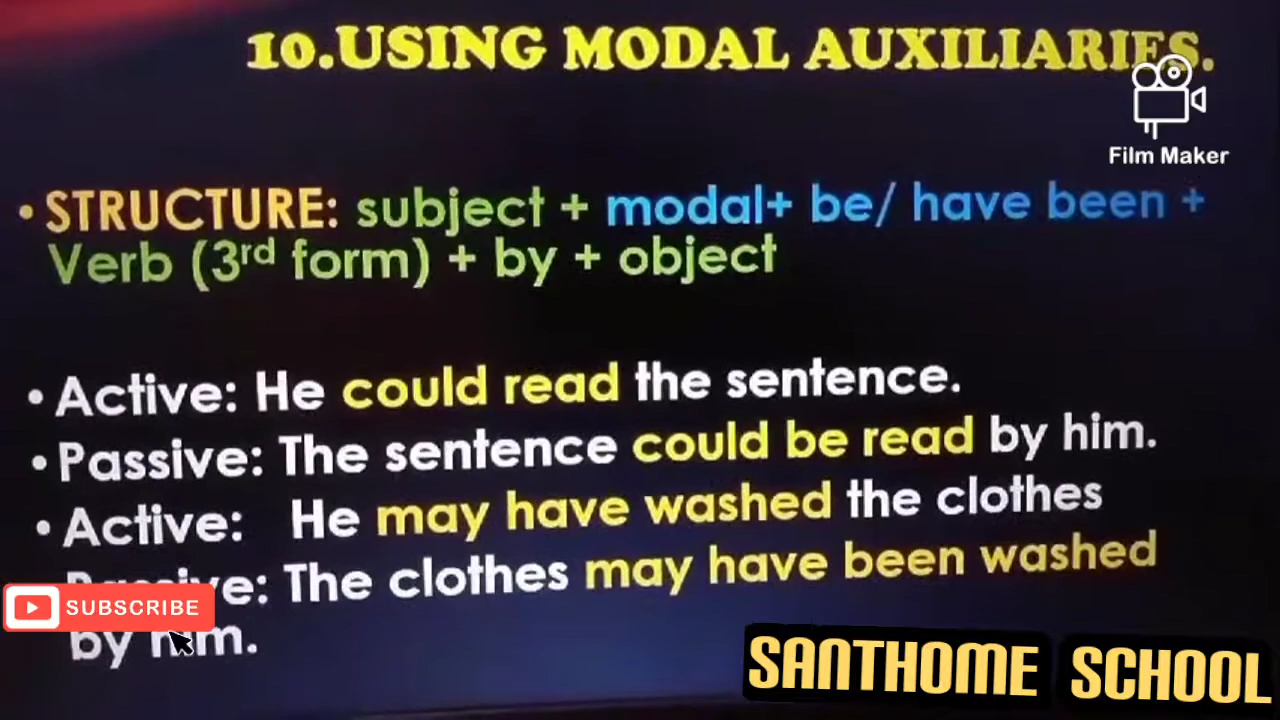 10.USING MODAL AUXILIARIES.
Film Maker
• STRUCTURE: subject + modal+ be/ have been +
Verb (3rd form) + by + object
• Active: He could read the sentence.
• Passive: The sentence could be read by him.
• Active: He may have washed the clothes
Passive: The clothes may have been washed
by him.
SUBSCRIBE
SANTHOME SCHOOL